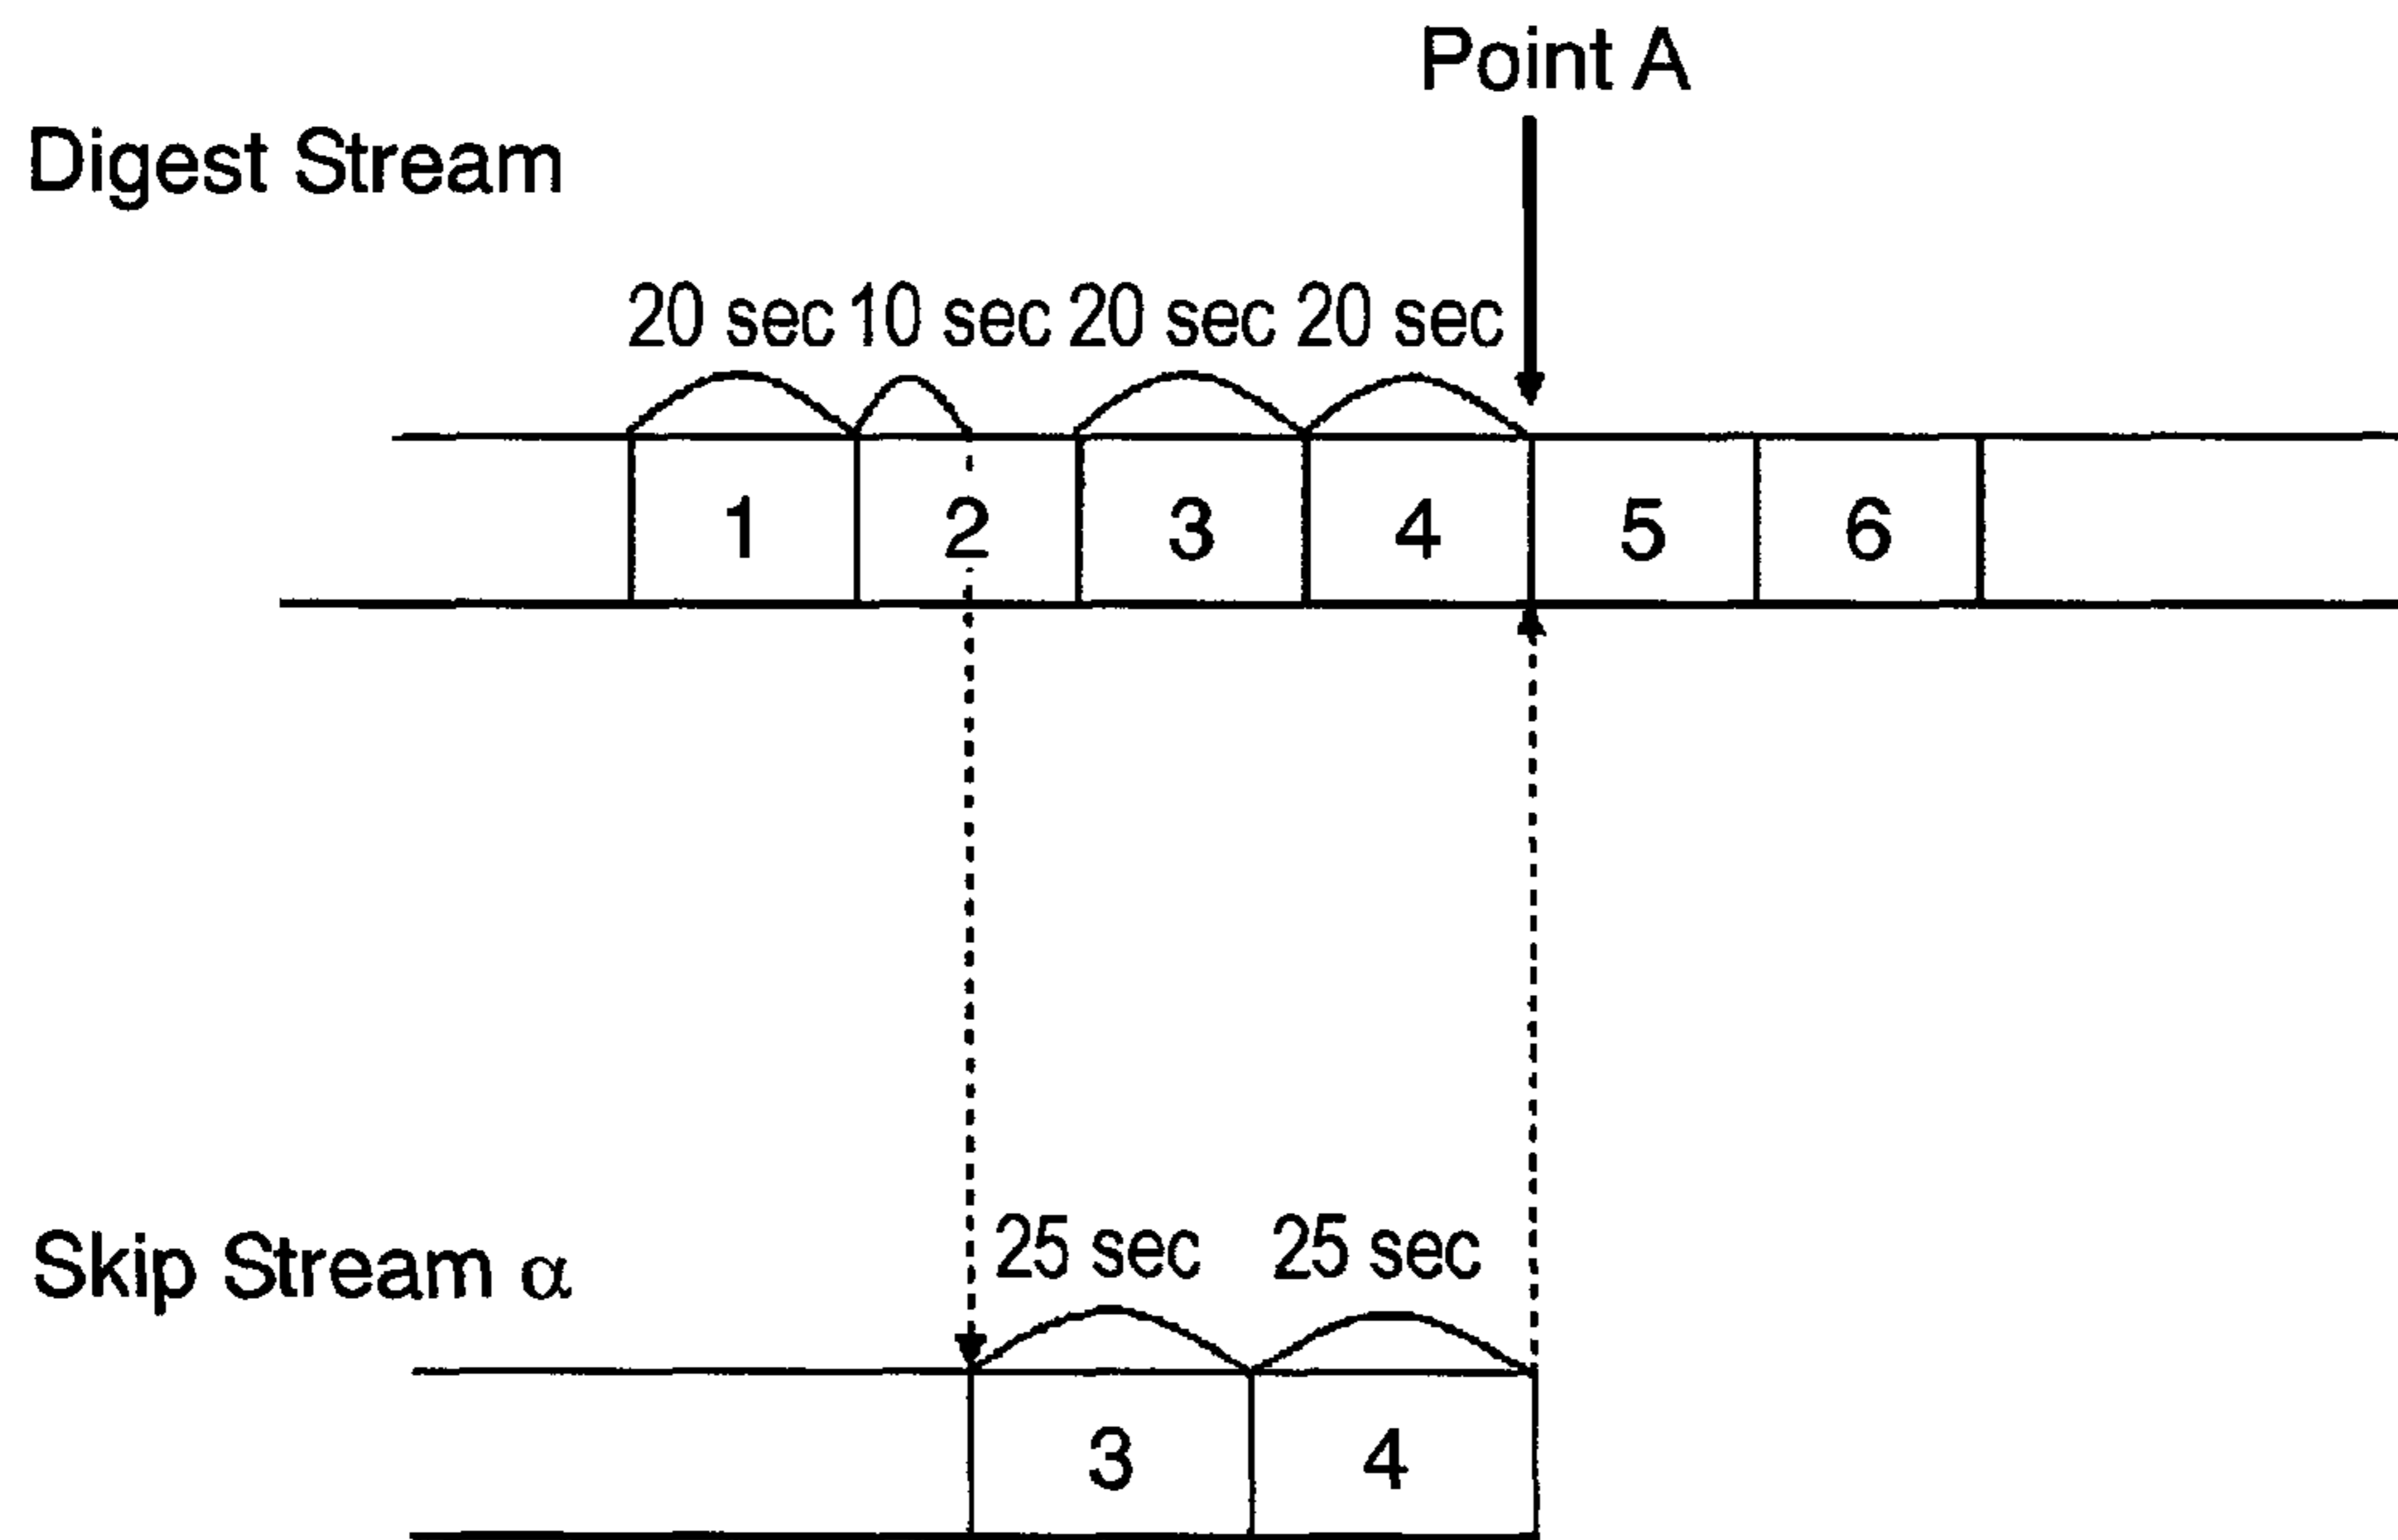 Point A
Digest Stream
20 sec 10 sec 20 sec 20 sec
1 2 3 4 5 6
Skip Stream α
25 sec 25 sec
3 4